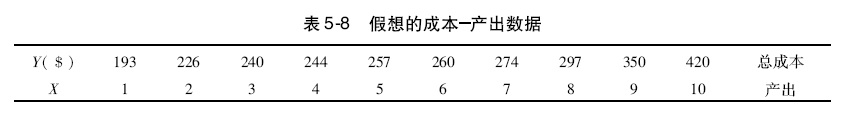 表5-8 假想的成本—产出数据
Y($) 193 226 240 244 257 260 274 297 350 420 总成本
X 1 2 3 4 5 6 7 8 9 10 产出